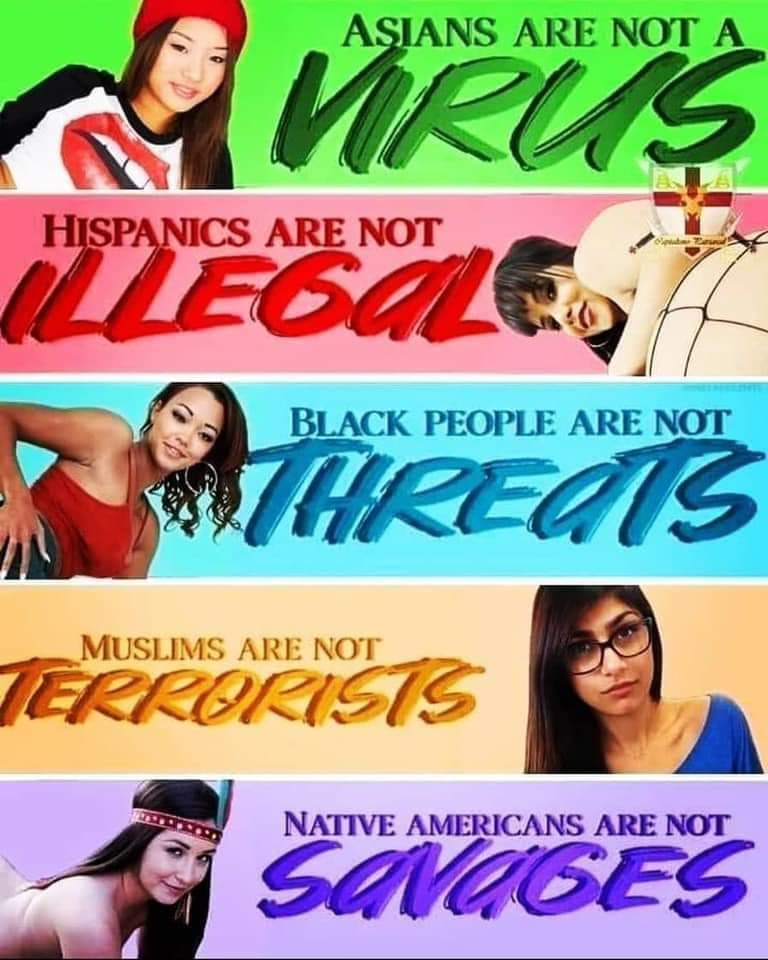 ASIANS ARE NOT A
VIRUS
HISPANICS ARE NOT
ILLEGAL
BLACK PEOPLE ARE NOT
THREATS
MUSLIMS ARE NOT
TERRORISTS
NATIVE AMERICANS ARE NOT
SAVAGES